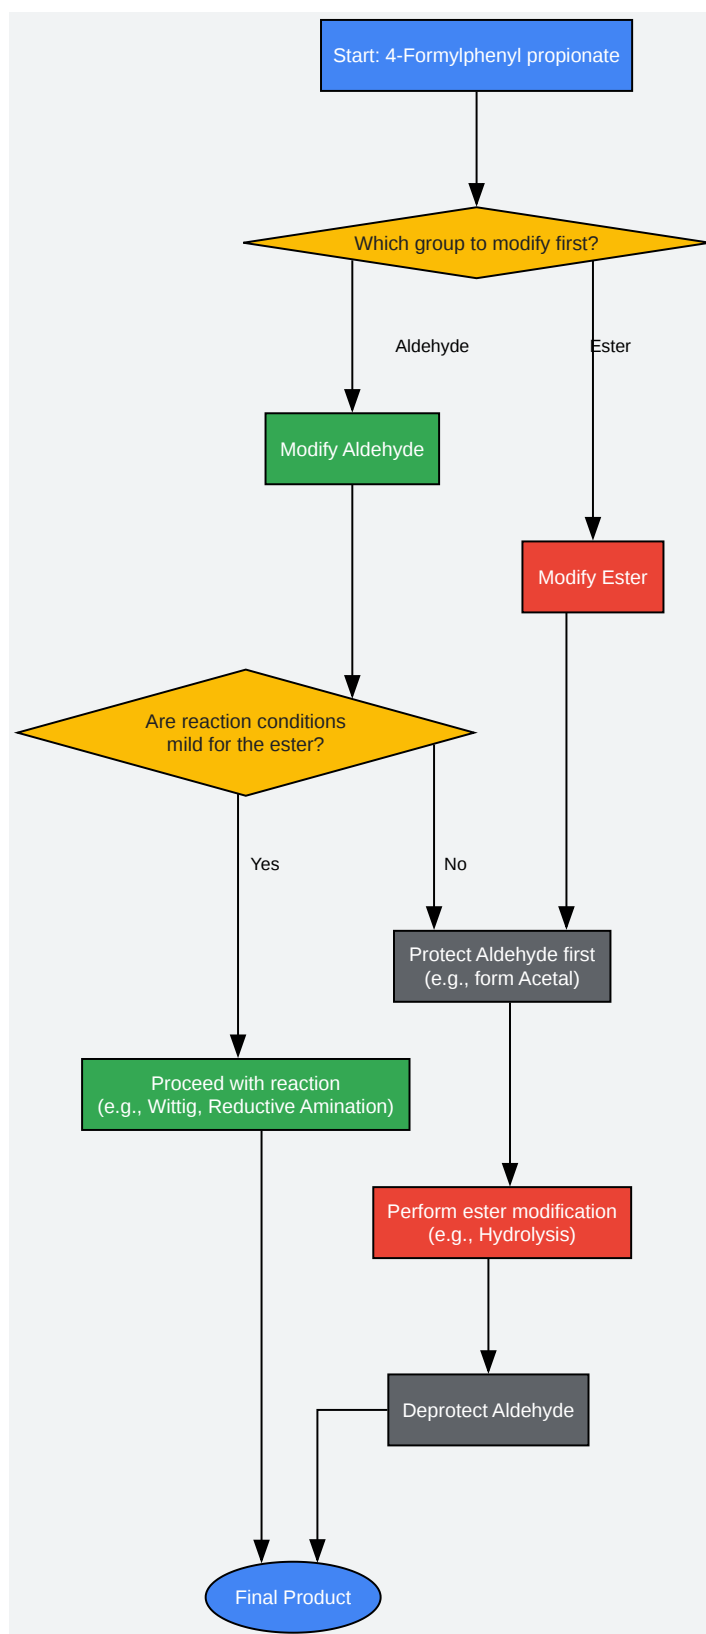 Start: 4-Formylphenyl propionate
Which group to modify first?
Aldehyde
Ester
Modify Aldehyde
Modify Ester
Are reaction conditions
mild for the ester?
Yes
No
Protect Aldehyde first
(e.g., form Acetal)
Proceed with reaction
(e.g., Wittig, Reductive Amination)
Perform ester modification
(e.g., Hydrolysis)
Deprotect Aldehyde
Final Product